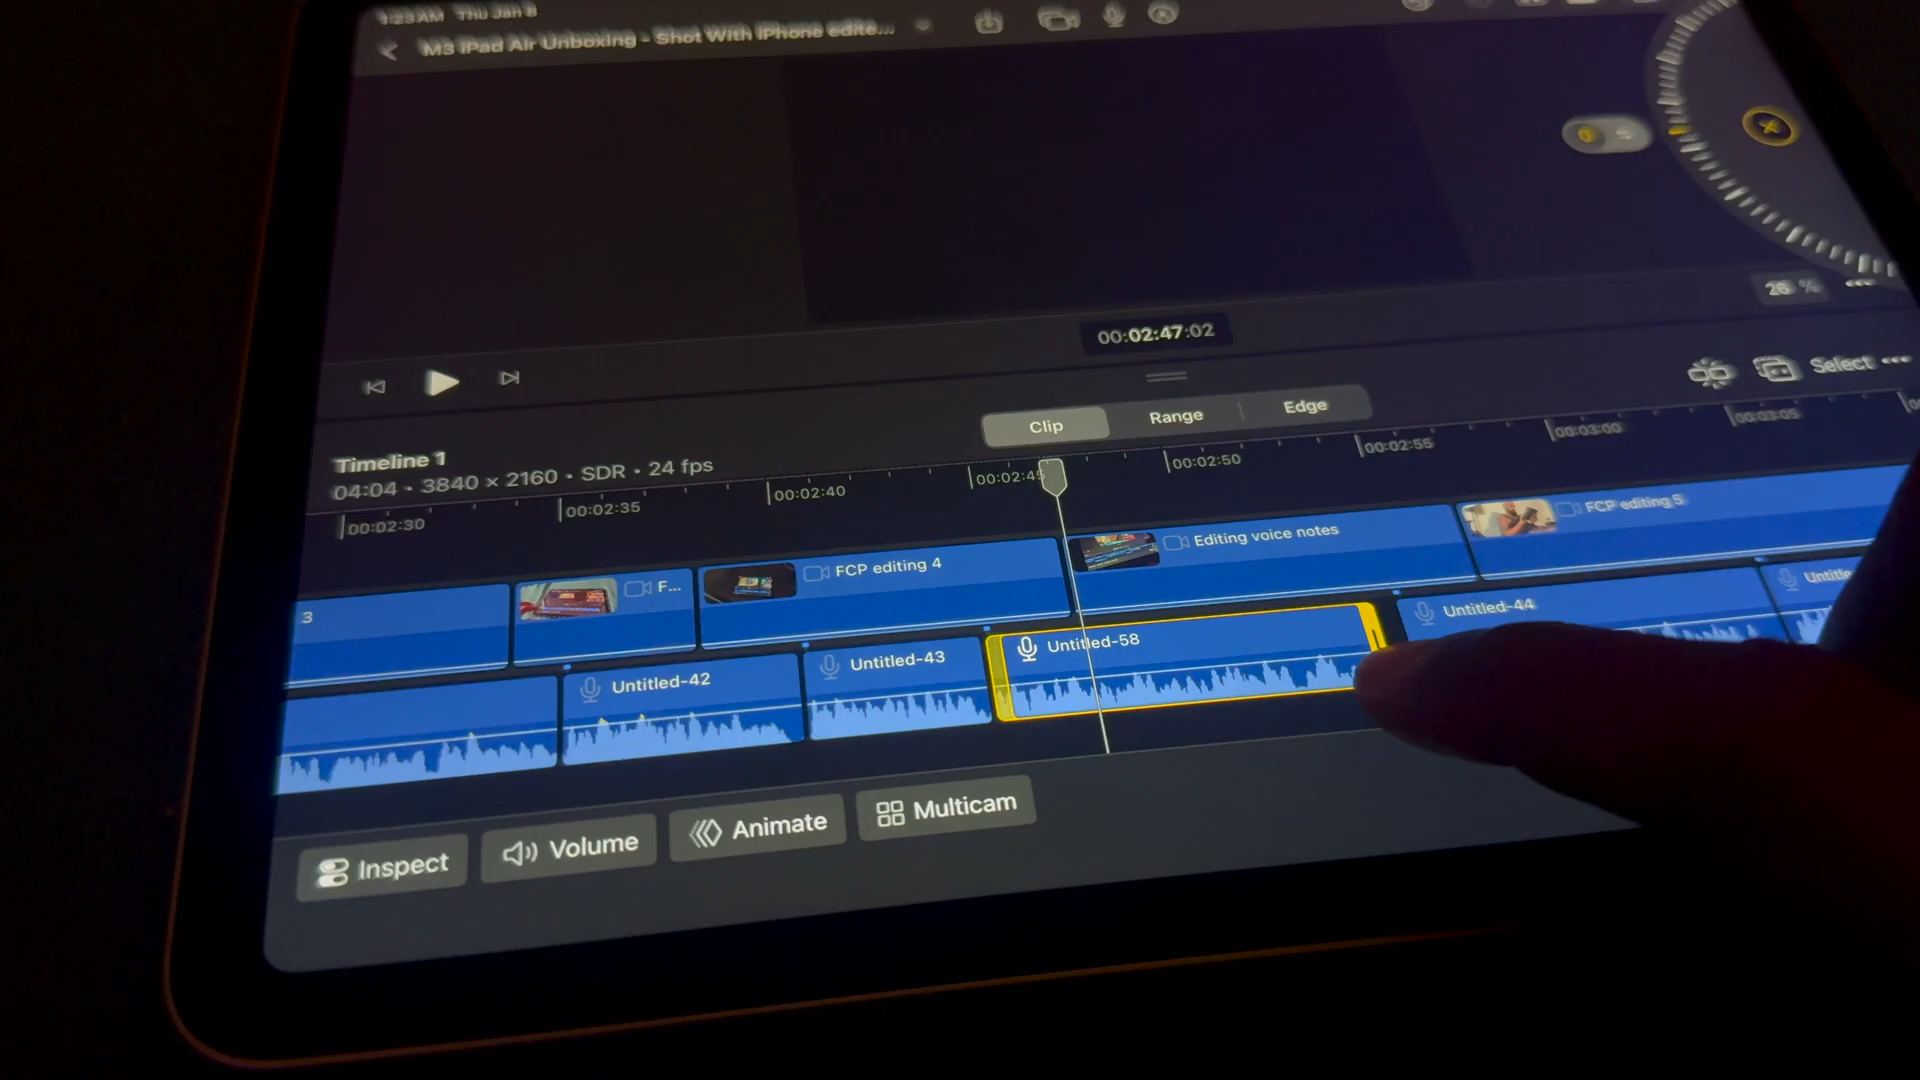 1:23 AM Thu Jan 8
M3 iPad Air Unboxing - Shot With iPhone edite...
26 %
00:02:47:02
Select
Clip Range Edge
Timeline 1
04:04 • 3840 × 2160 • SDR • 24 fps
00:02:30 00:02:35 00:02:40 00:02:45 00:02:50 00:02:55 00:03:00 00:03:05
3 F... FCP editing 4 Editing voice notes FCP editing 5
Untitled-42 Untitled-43 Untitled-58 Untitled-44
Inspect Volume Animate Multicam